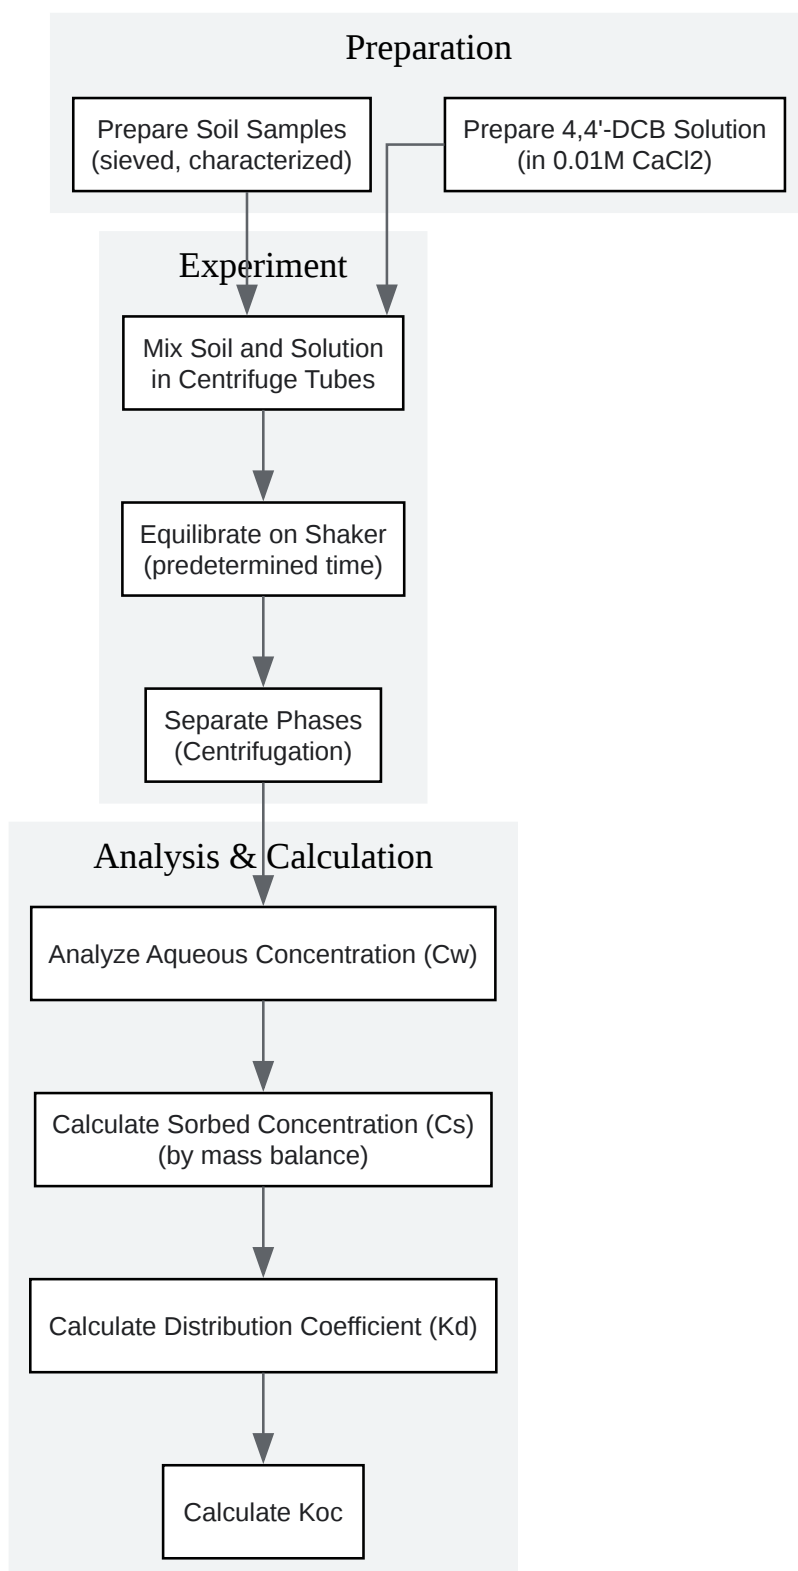 Preparation
Prepare Soil Samples
(sieved, characterized)
Prepare 4,4'-DCB Solution
(in 0.01M CaCl2)
Experiment
Mix Soil and Solution
in Centrifuge Tubes
Equilibrate on Shaker
(predetermined time)
Separate Phases
(Centrifugation)
Analysis & Calculation
Analyze Aqueous Concentration (Cw)
Calculate Sorbed Concentration (Cs)
(by mass balance)
Calculate Distribution Coefficient (Kd)
Calculate Koc